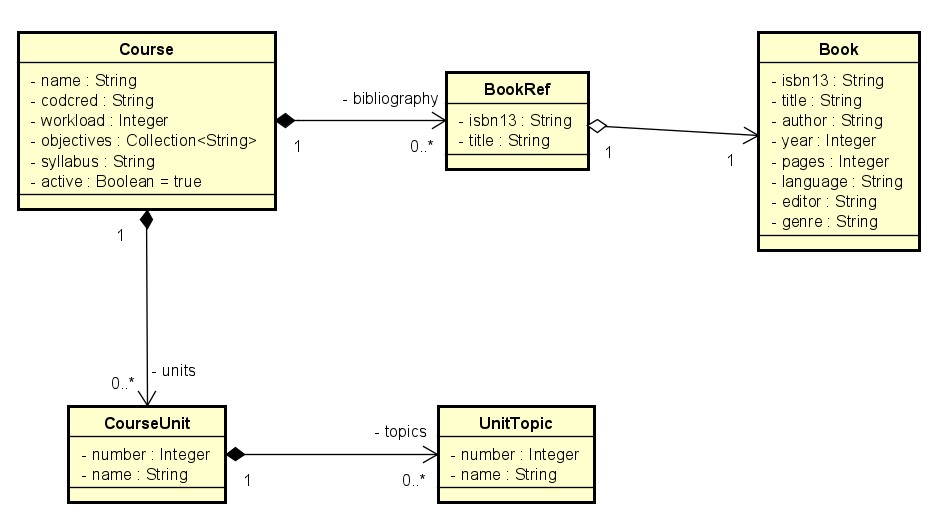 Course
- name : String
- codcred : String
- workload : Integer
- objectives : Collection<String>
- syllabus : String
- active : Boolean = true
- bibliography
1
0..*
BookRef
- isbn13 : String
- title : String
1
1
Book
- isbn13 : String
- title : String
- author : String
- year : Integer
- pages : Integer
- language : String
- editor : String
- genre : String
1
- units
0..*
CourseUnit
- number : Integer
- name : String
- topics
1
0..*
UnitTopic
- number : Integer
- name : String